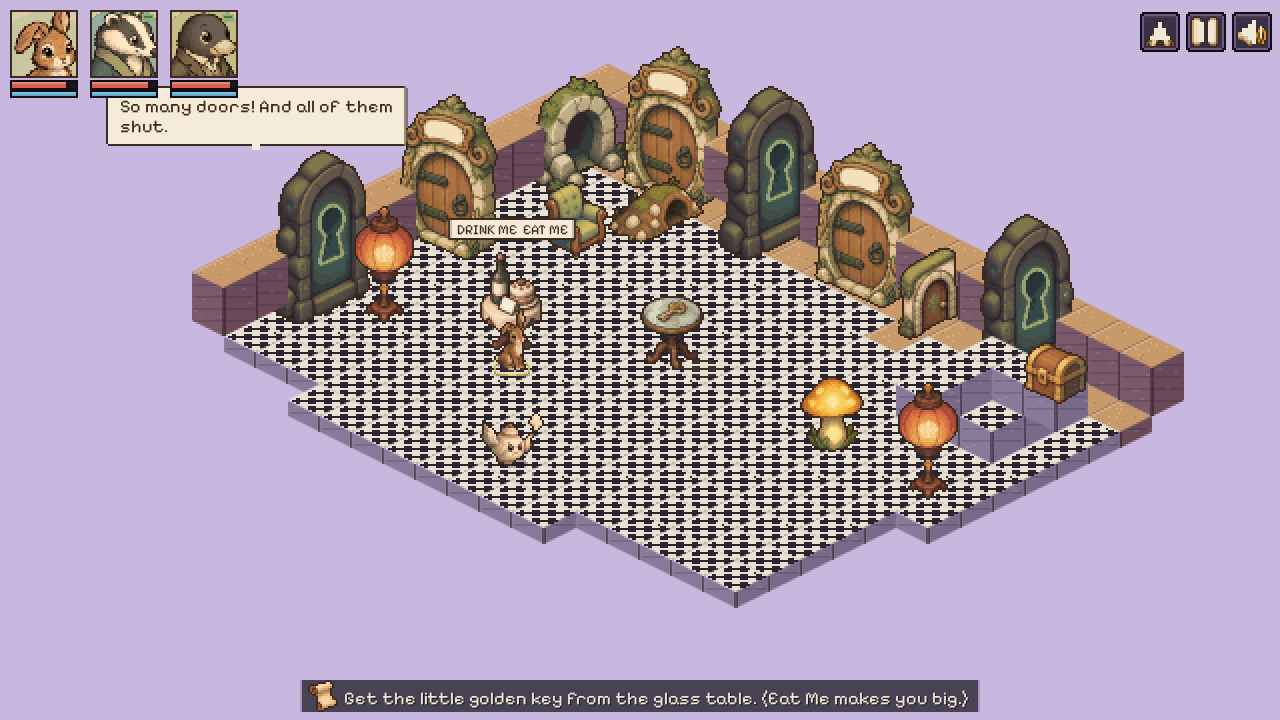 So many doors! And all of them
shut.
DRINK ME EAT ME
Get the little golden key from the glass table. (Eat Me makes you big.)